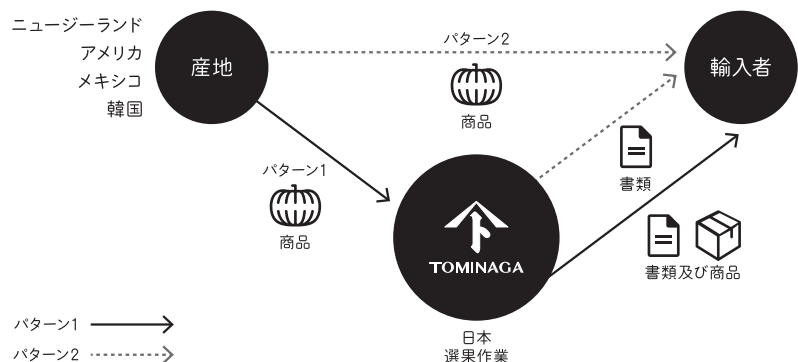 ニュージーランド
アメリカ
メキシコ
韓国
産地
パターン2
商品
輸入者
パターン1
商品
書類
TOMINAGA
書類及び商品
日本
選果作業
パターン1
パターン2